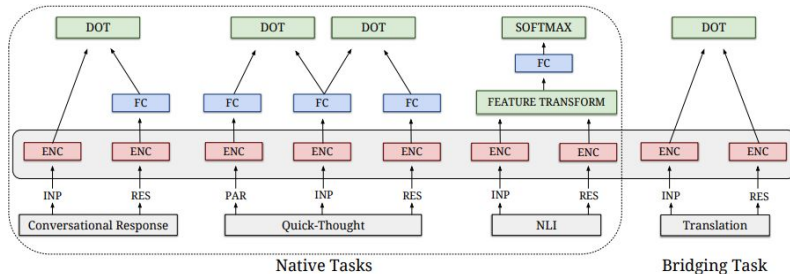 DOT DOT DOT SOFTMAX DOT
FC
FC FC FC FC FEATURE TRANSFORM
ENC ENC ENC ENC ENC ENC ENC ENC ENC
INP RES PAR INP RES INP RES INP RES
Conversational Response Quick-Thought NLI Translation
Native Tasks Bridging Task